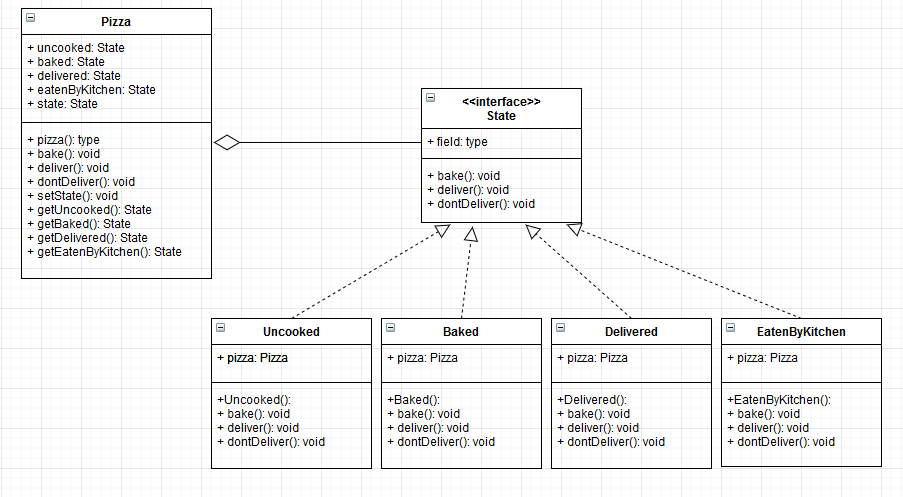 Pizza
+ uncooked: State
+ baked: State
+ delivered: State
+ eatenByKitchen: State
+ state: State
+ pizza(): type
+ bake(): void
+ deliver(): void
+ dontDeliver(): void
+ setState(): void
+ getUncooked(): State
+ getBaked(): State
+ getDelivered(): State
+ getEatenByKitchen(): State
<<interface>>
State
+ field: type
+ bake(): void
+ deliver(): void
+ dontDeliver(): void
Uncooked
+ pizza: Pizza
+Uncooked():
+ bake(): void
+ deliver(): void
+ dontDeliver(): void
Baked
+ pizza: Pizza
+Baked():
+ bake(): void
+ deliver(): void
+ dontDeliver(): void
Delivered
+ pizza: Pizza
+Delivered():
+ bake(): void
+ deliver(): void
+ dontDeliver(): void
EatenByKitchen
+ pizza: Pizza
+EatenByKitchen():
+ bake(): void
+ deliver(): void
+ dontDeliver(): void